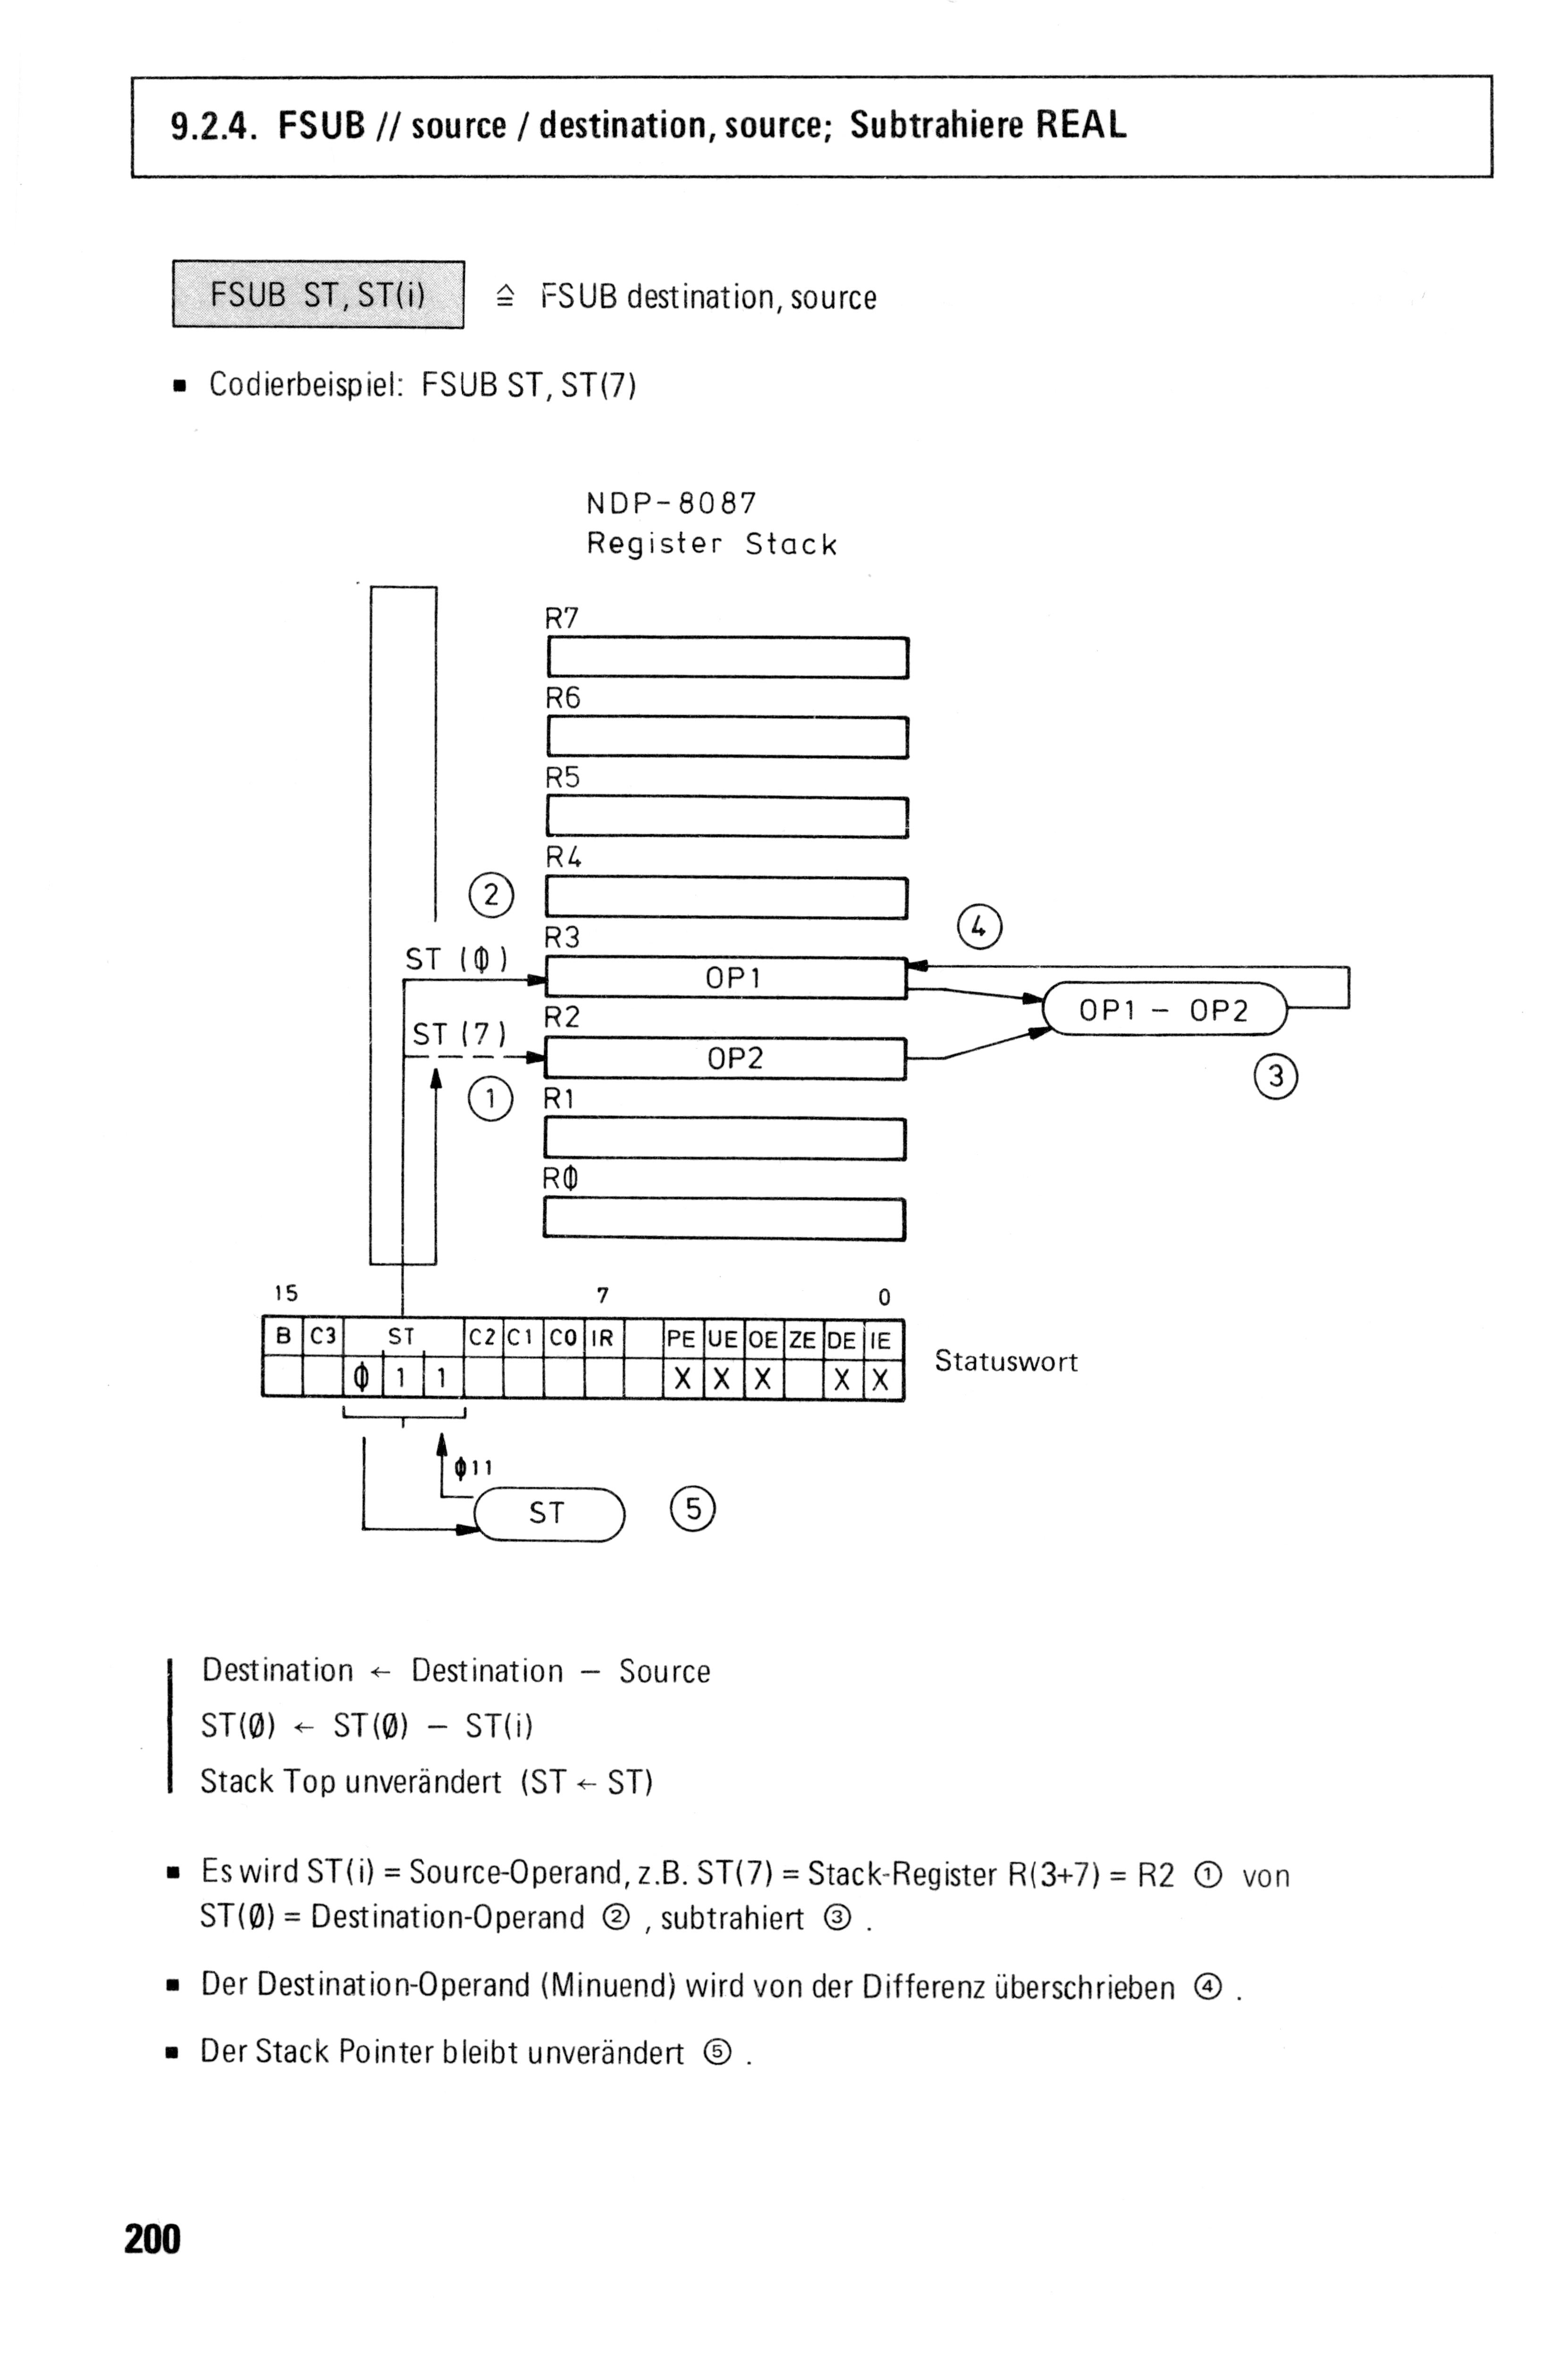 9.2.4. FSUB // source / destination, source; Subtrahiere REAL
FSUB ST, ST(i) ≙ FSUB destination, source
▪ Codierbeispiel: FSUB ST, ST(7)
NDP-8087
Register Stack
R7
R6
R5
R4
②
R3
④
ST (0)
OP1
OP1 - OP2
R2
ST (7)
OP2
③
①
R1
R0
15 7 0
B C3 ST C2 C1 C0 IR PE UE OE ZE DE IE
Statuswort
0 1 1 X X X X X
011
ST
⑤
Destination ← Destination – Source
ST(Ø) ← ST(Ø) – ST(i)
Stack Top unverändert (ST ← ST)
▪ Es wird ST(i) = Source-Operand, z.B. ST(7) = Stack-Register R(3+7) = R2 ① von
ST(Ø) = Destination-Operand ② , subtrahiert ③ .
▪ Der Destination-Operand (Minuend) wird von der Differenz überschrieben ④ .
▪ Der Stack Pointer bleibt unverändert ⑤ .
200